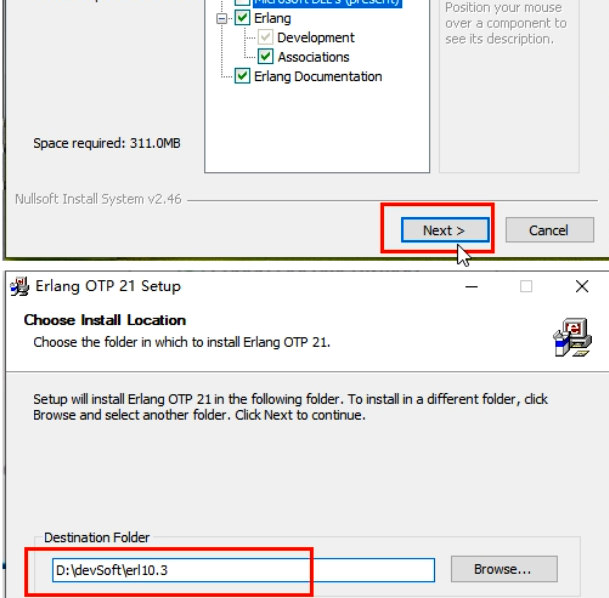 Microsoft DLL's (present)
Position your mouse
over a component to
see its description.
Erlang
Development
Associations
Erlang Documentation
Space required: 311.0MB
Nullsoft Install System v2.46
Next >
Cancel
Erlang OTP 21 Setup
Choose Install Location
Choose the folder in which to install Erlang OTP 21.
Setup will install Erlang OTP 21 in the following folder. To install in a different folder, click
Browse and select another folder. Click Next to continue.
Destination Folder
D:\devSoft\erl10.3
Browse...